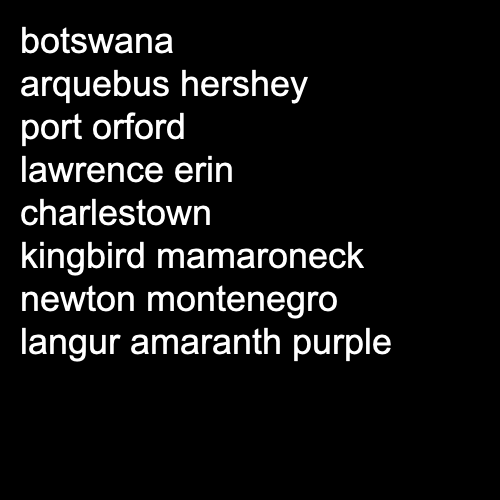 botswana
arquebus hershey
port orford
lawrence erin
charlestown
kingbird mamaroneck
newton montenegro
langur amaranth purple